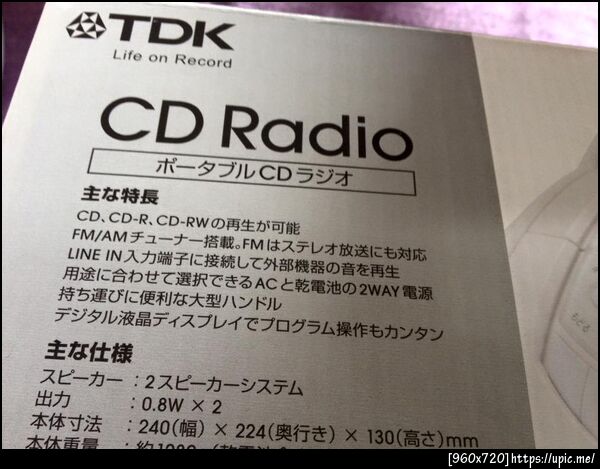 TDK
Life on Record
CD Radio
ポータブルCDラジオ
主な特長
CD、CD-R、CD-RWの再生が可能
FM/AMチューナー搭載。FMはステレオ放送にも対応
LINE IN入力端子に接続して外部機器の音を再生
用途に合わせて選択できるACと乾電池の2WAY電源
持ち運びに便利な大型ハンドル
デジタル液晶ディスプレイでプログラム操作もカンタン
主な仕様
スピーカー：2スピーカーシステム
出力：0.8W × 2
本体寸法：240(幅) × 224(奥行き) × 130(高さ)mm
本体重量
もどる
[960x720]https://upic.me/